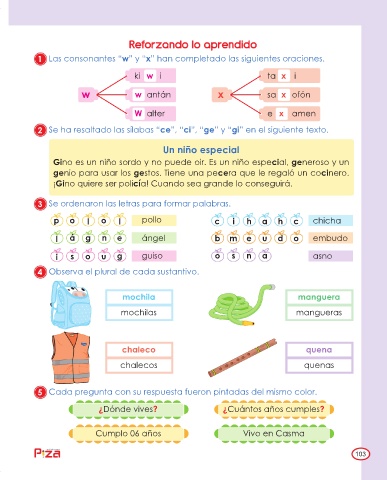 Reforzando lo aprendido
1 Las consonantes “w” y “x” han completado las siguientes oraciones.
ki w i
w
w antán
W alter
ta x i
x
sa x ofón
e x amen
2 Se ha resaltado las sílabas “ce”, “ci”, “ge” y “gi” en el siguiente texto.
Un niño especial
Gino es un niño sordo y no puede oír. Es un niño especial, generoso y un
genio para usar los gestos. Tiene una pecera que le regaló un cocinero.
¡Gino quiere ser policía! Cuando sea grande lo conseguirá.
3 Se ordenaron las letras para formar palabras.
p o l o l pollo
c i h a h c chicha
l á g n e ángel
b m e u d o embudo
i s o u g guiso
o s n a asno
4 Observa el plural de cada sustantivo.
mochila
mochilas
manguera
mangueras
chaleco
chalecos
quena
quenas
5 Cada pregunta con su respuesta fueron pintadas del mismo color.
¿Dónde vives?
¿Cuántos años cumples?
Cumplo 06 años
Vivo en Casma
P:zá
103